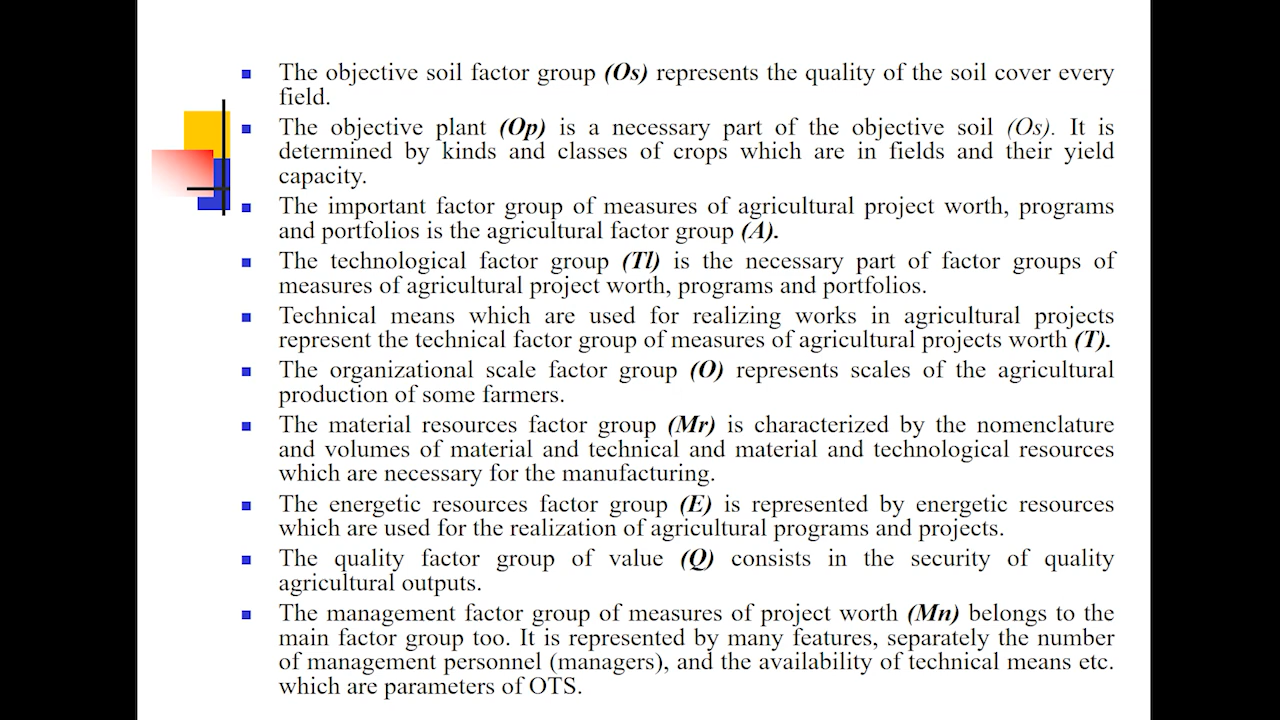 The objective soil factor group (Os) represents the quality of the soil cover every
field.
The objective plant (Op) is a necessary part of the objective soil (Os). It is
determined by kinds and classes of crops which are in fields and their yield
capacity.
The important factor group of measures of agricultural project worth, programs
and portfolios is the agricultural factor group (A).
The technological factor group (Tl) is the necessary part of factor groups of
measures of agricultural project worth, programs and portfolios.
Technical means which are used for realizing works in agricultural projects
represent the technical factor group of measures of agricultural projects worth (T).
The organizational scale factor group (O) represents scales of the agricultural
production of some farmers.
The material resources factor group (Mr) is characterized by the nomenclature
and volumes of material and technical and material and technological resources
which are necessary for the manufacturing.
The energetic resources factor group (E) is represented by energetic resources
which are used for the realization of agricultural programs and projects.
The quality factor group of value (Q) consists in the security of quality
agricultural outputs.
The management factor group of measures of project worth (Mn) belongs to the
main factor group too. It is represented by many features, separately the number
of management personnel (managers), and the availability of technical means etc.
which are parameters of OTS.